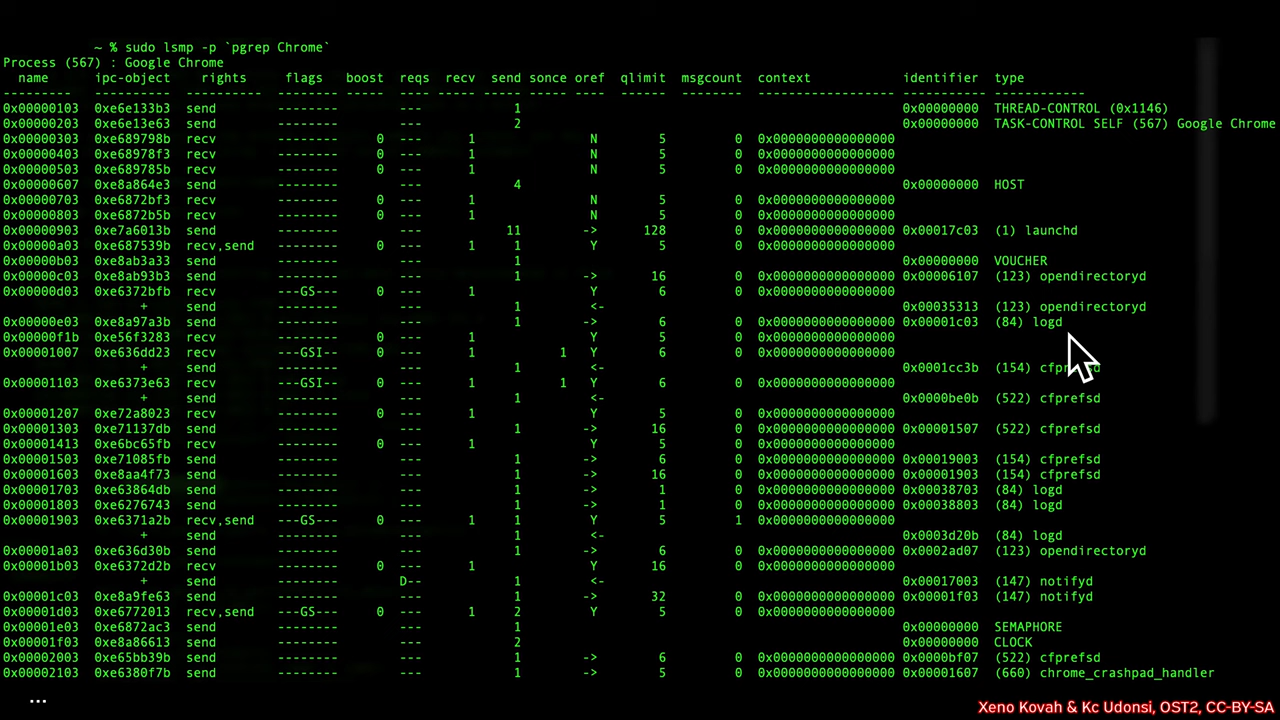 ~ % sudo lsmp -p `pgrep Chrome`
Process (567) : Google Chrome
name ipc-object rights flags boost reqs recv send sonce oref qlimit msgcount context identifier type
--------- ---------- ---------- -------- ----- ---- ----- ----- ----- ---- ------ -------- ------------------ ----------- ------------
0x00000103 0xe6e133b3 send -------- --- 1 0x00000000 THREAD-CONTROL (0x1146)
0x00000203 0xe6e13e63 send -------- --- 2 0x00000000 TASK-CONTROL SELF (567) Google Chrome
0x00000303 0xe689798b recv -------- 0 --- 1 N 5 0 0x0000000000000000
0x00000403 0xe68978f3 recv -------- 0 --- 1 N 5 0 0x0000000000000000
0x00000503 0xe689785b recv -------- 0 --- 1 N 5 0 0x0000000000000000
0x00000607 0xe8a864e3 send -------- --- 4 0x00000000 HOST
0x00000703 0xe6872bf3 recv -------- 0 --- 1 N 5 0 0x0000000000000000
0x00000803 0xe6872b5b recv -------- 0 --- 1 N 5 0 0x0000000000000000
0x00000903 0xe7a6013b send -------- --- 11 -> 128 0 0x0000000000000000 0x00017c03 (1) launchd
0x00000a03 0xe687539b recv,send -------- 0 --- 1 1 Y 5 0 0x0000000000000000
0x00000b03 0xe8ab3a33 send -------- --- 1 0x00000000 VOUCHER
0x00000c03 0xe8ab93b3 send -------- --- 1 -> 16 0 0x0000000000000000 0x00006107 (123) opendirectoryd
0x00000d03 0xe6372bfb recv ---GS--- 0 --- 1 Y 6 0 0x0000000000000000
+ send -------- --- 1 <- 0x00035313 (123) opendirectoryd
0x00000e03 0xe8a97a3b send -------- --- 1 -> 6 0 0x0000000000000000 0x00001c03 (84) logd
0x00000f1b 0xe56f3283 recv -------- 0 --- 1 Y 5 0 0x0000000000000000
0x00001007 0xe636dd23 recv ---GSI-- 0 --- 1 1 Y 6 0 0x0000000000000000
+ send -------- --- 1 <- 0x0001cc3b (154) cfp
0x00001103 0xe6373e63 recv ---GSI-- 0 --- 1 1 Y 6 0 0x0000000000000000
+ send -------- --- 1 <- 0x0000be0b (522) cfprefsd
0x00001207 0xe72a8023 recv -------- 0 --- 1 Y 5 0 0x0000000000000000
0x00001303 0xe71137db send -------- --- 1 -> 16 0 0x0000000000000000 0x00001507 (522) cfprefsd
0x00001413 0xe6bc65fb recv -------- 0 --- 1 Y 5 0 0x0000000000000000
0x00001503 0xe71085fb send -------- --- 1 -> 6 0 0x0000000000000000 0x00019003 (154) cfprefsd
0x00001603 0xe8aa4f73 send -------- --- 1 -> 16 0 0x0000000000000000 0x00001903 (154) cfprefsd
0x00001703 0xe63864db send -------- --- 1 -> 1 0 0x0000000000000000 0x00038703 (84) logd
0x00001803 0xe6276743 send -------- --- 1 -> 1 0 0x0000000000000000 0x00038803 (84) logd
0x00001903 0xe6371a2b recv,send ---GS--- 0 --- 1 1 Y 5 1 0x0000000000000000
+ send -------- --- 1 <- 0x0003d20b (84) logd
0x00001a03 0xe636d30b send -------- --- 1 -> 6 0 0x0000000000000000 0x0002ad07 (123) opendirectoryd
0x00001b03 0xe6372d2b recv -------- 0 --- 1 Y 16 0 0x0000000000000000
+ send -------- D-- 1 <- 0x00017003 (147) notifyd
0x00001c03 0xe8a9fe63 send -------- --- 1 -> 32 0 0x0000000000000000 0x00001f03 (147) notifyd
0x00001d03 0xe6772013 recv,send ---GS--- 0 --- 1 2 Y 5 0 0x0000000000000000
0x00001e03 0xe6872ac3 send -------- --- 1 0x00000000 SEMAPHORE
0x00001f03 0xe8a86613 send -------- --- 2 0x00000000 CLOCK
0x00002003 0xe65bb39b send -------- --- 1 -> 6 0 0x0000000000000000 0x0000bf07 (522) cfprefsd
0x00002103 0xe6380f7b send -------- --- 1 -> 5 0 0x0000000000000000 0x00001607 (660) chrome_crashpad_handler
...
Xeno Kovah & Kc Udonsi, OST2, CC-BY-SA